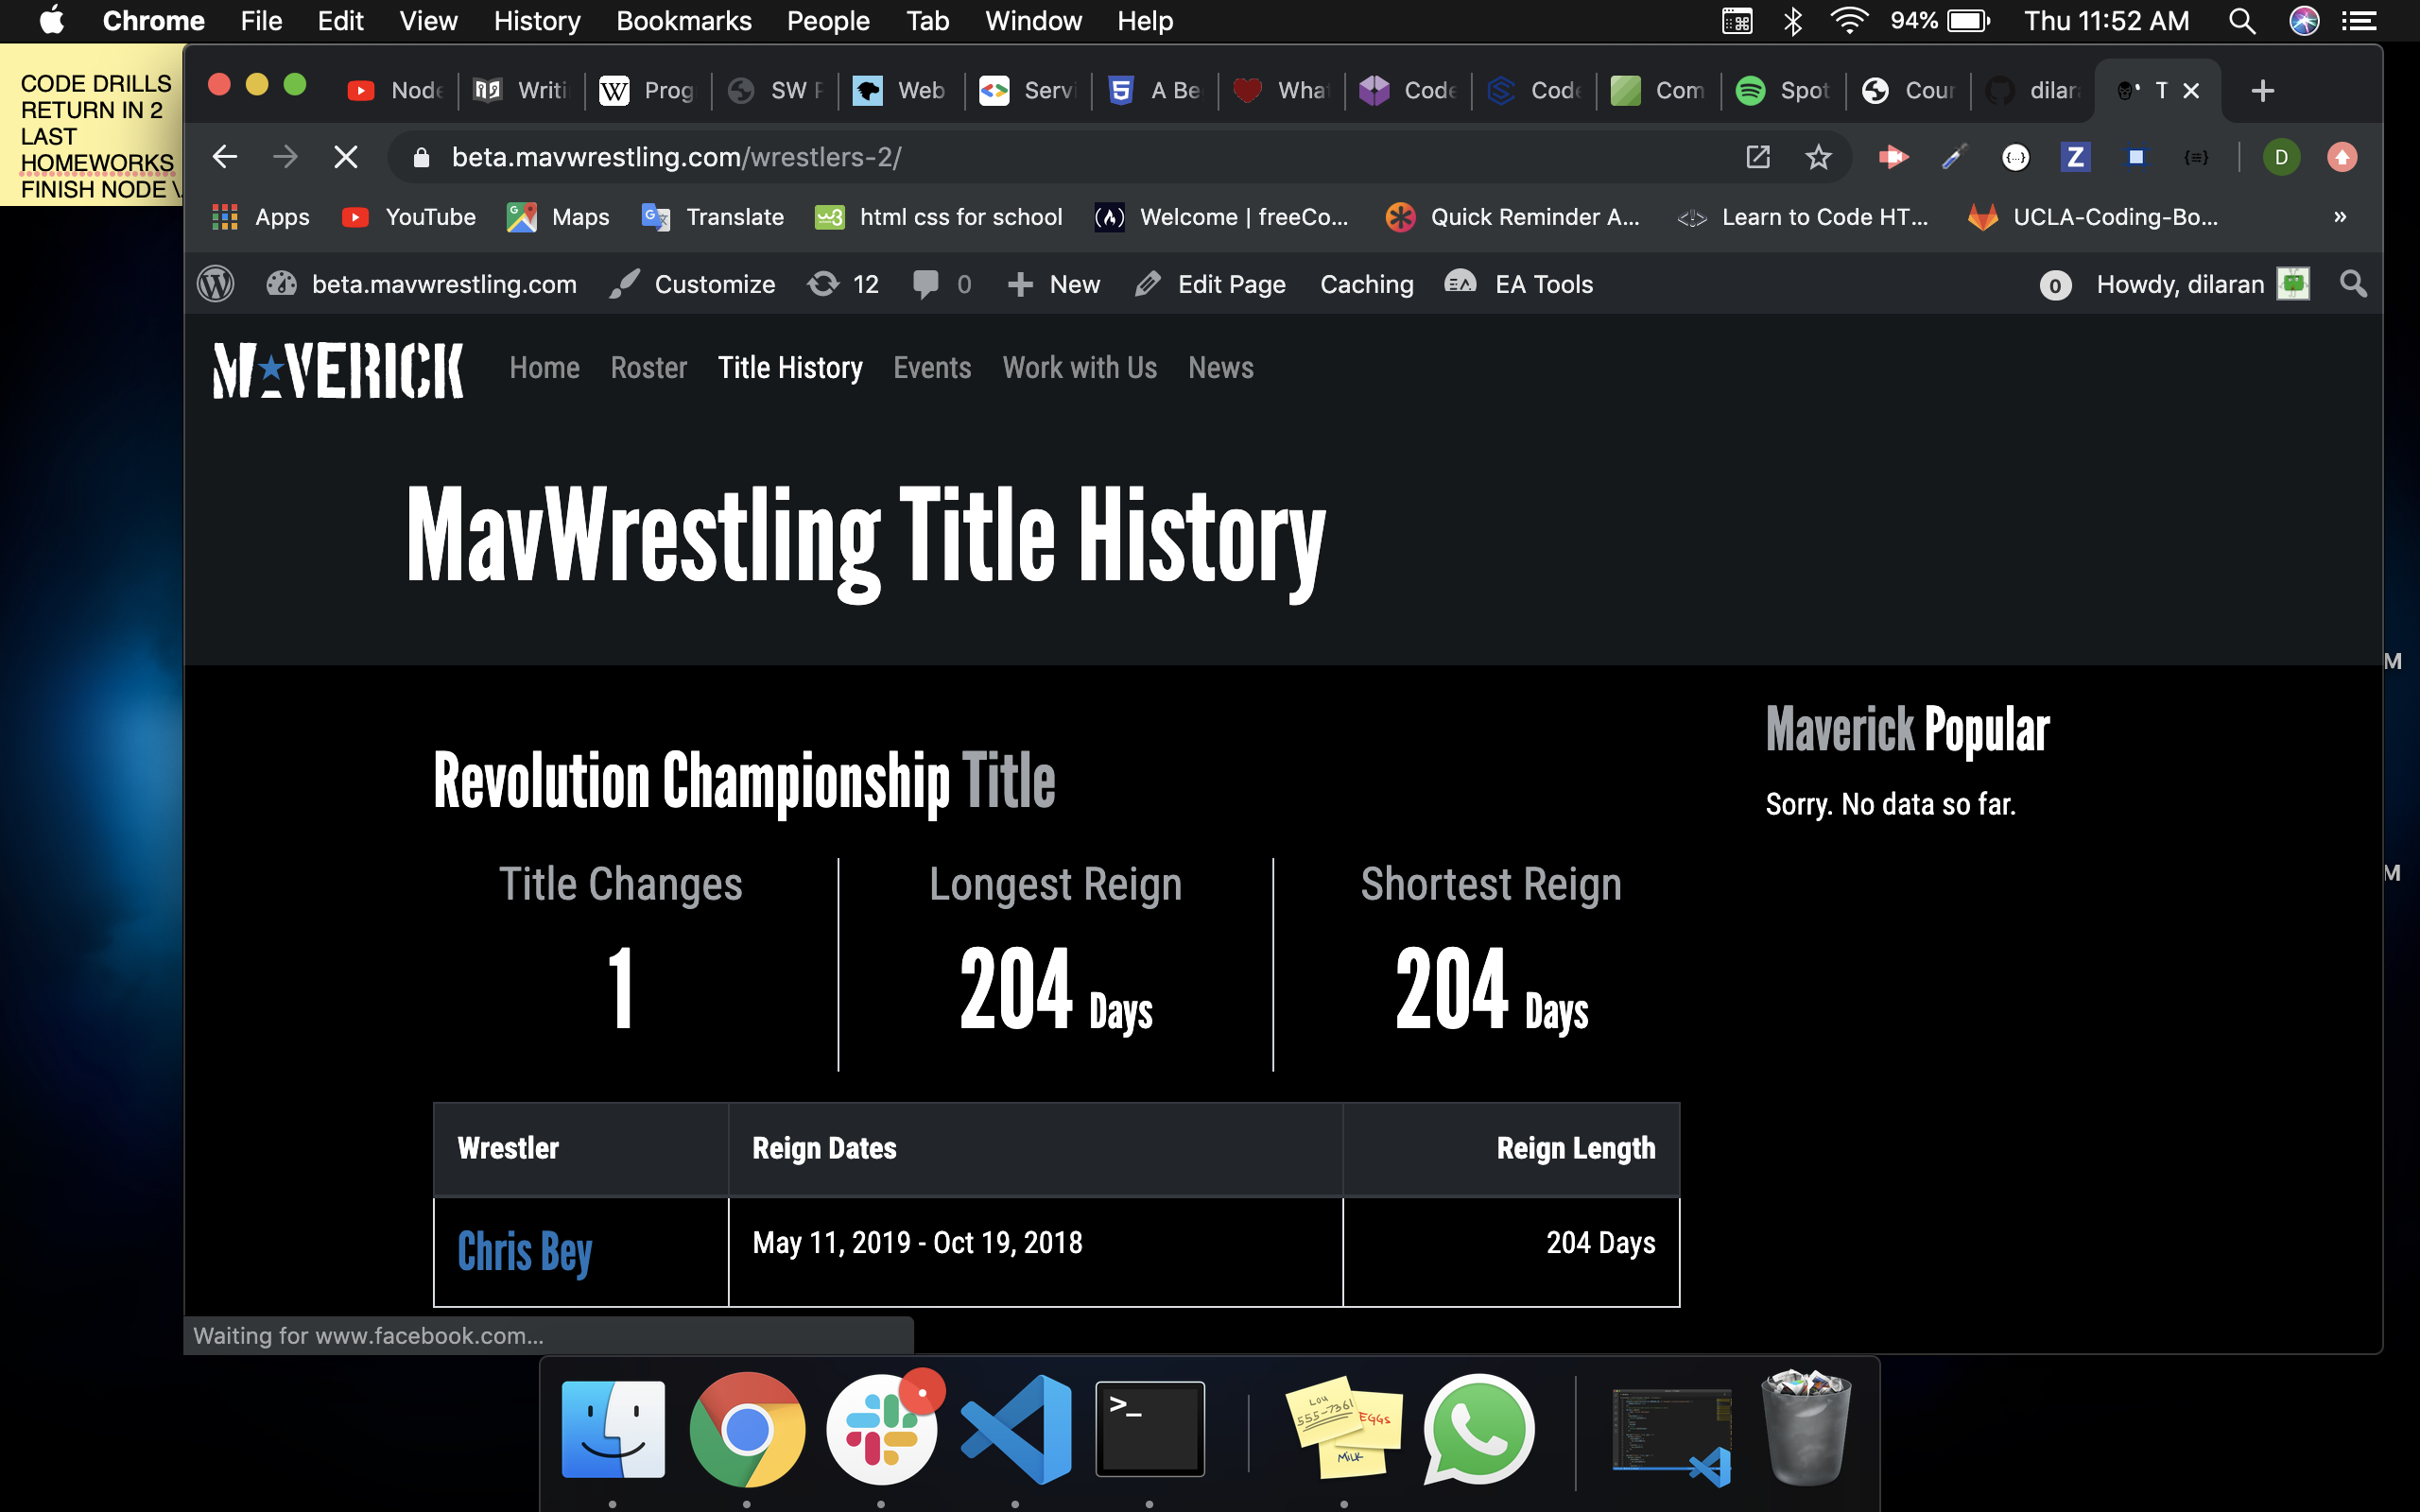 Chrome File Edit View History Bookmarks People Tab Window Help 94% Thu 11:52 AM
CODE DRILLS
RETURN IN 2
LAST
HOMEWORKS
FINISH NODE \
Node Writi Prog SW Web Servi A Be What Code Code Com Spot Cour dilar T
beta.mavwrestling.com/wrestlers-2/
Z D
Apps YouTube Maps Translate html css for school Welcome | freeCo... Quick Reminder A... Learn to Code HT... UCLA-Coding-Bo... »
beta.mavwrestling.com Customize 12 0 New Edit Page Caching EA Tools 0 Howdy, dilaran
MAVERICK Home Roster Title History Events Work with Us News
MavWrestling Title History
Revolution Championship Title
Title Changes Longest Reign Shortest Reign
1 204 Days 204 Days
Wrestler Reign Dates Reign Length
Chris Bey May 11, 2019 - Oct 19, 2018 204 Days
Maverick Popular
Sorry. No data so far.
M
M
Waiting for www.facebook.com...
>_
Lou
555-7361
EGGS
MILK